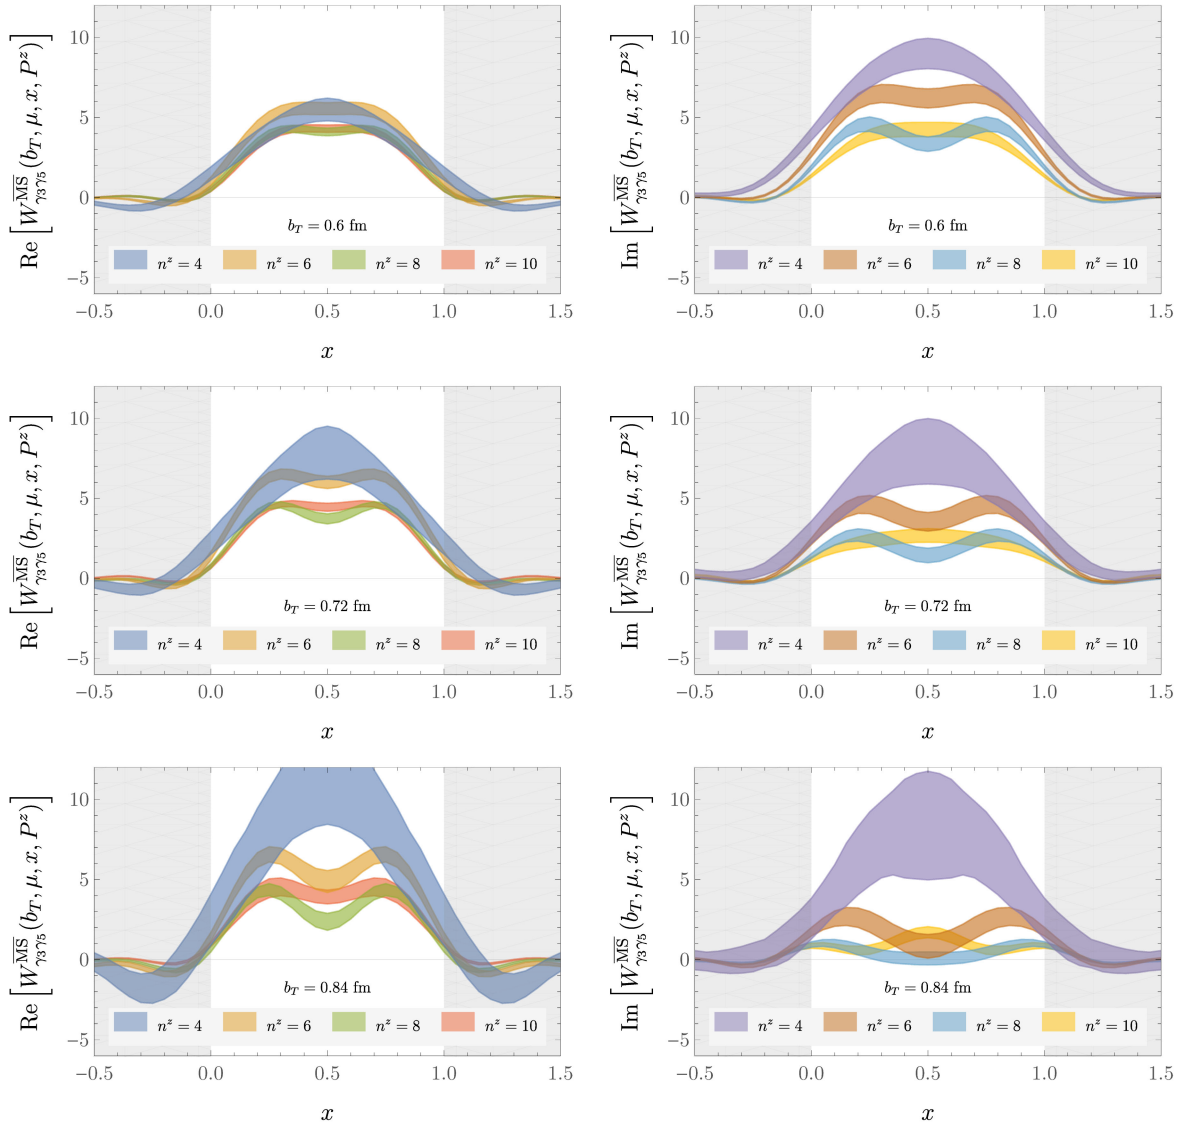 Re [W^{\overline{MS}}_{γ3γ5}(b_T, μ, x, P^z)]
10
5
0
−5
b_T = 0.6 fm
n^z = 4 n^z = 6 n^z = 8 n^z = 10
−0.5 0.0 0.5 1.0 1.5
x
Im [W^{\overline{MS}}_{γ3γ5}(b_T, μ, x, P^z)]
10
5
0
−5
b_T = 0.6 fm
n^z = 4 n^z = 6 n^z = 8 n^z = 10
−0.5 0.0 0.5 1.0 1.5
x
Re [W^{\overline{MS}}_{γ3γ5}(b_T, μ, x, P^z)]
10
5
0
−5
b_T = 0.72 fm
n^z = 4 n^z = 6 n^z = 8 n^z = 10
−0.5 0.0 0.5 1.0 1.5
x
Im [W^{\overline{MS}}_{γ3γ5}(b_T, μ, x, P^z)]
10
5
0
−5
b_T = 0.72 fm
n^z = 4 n^z = 6 n^z = 8 n^z = 10
−0.5 0.0 0.5 1.0 1.5
x
Re [W^{\overline{MS}}_{γ3γ5}(b_T, μ, x, P^z)]
10
5
0
−5
b_T = 0.84 fm
n^z = 4 n^z = 6 n^z = 8 n^z = 10
−0.5 0.0 0.5 1.0 1.5
x
Im [W^{\overline{MS}}_{γ3γ5}(b_T, μ, x, P^z)]
10
5
0
−5
b_T = 0.84 fm
n^z = 4 n^z = 6 n^z = 8 n^z = 10
−0.5 0.0 0.5 1.0 1.5
x